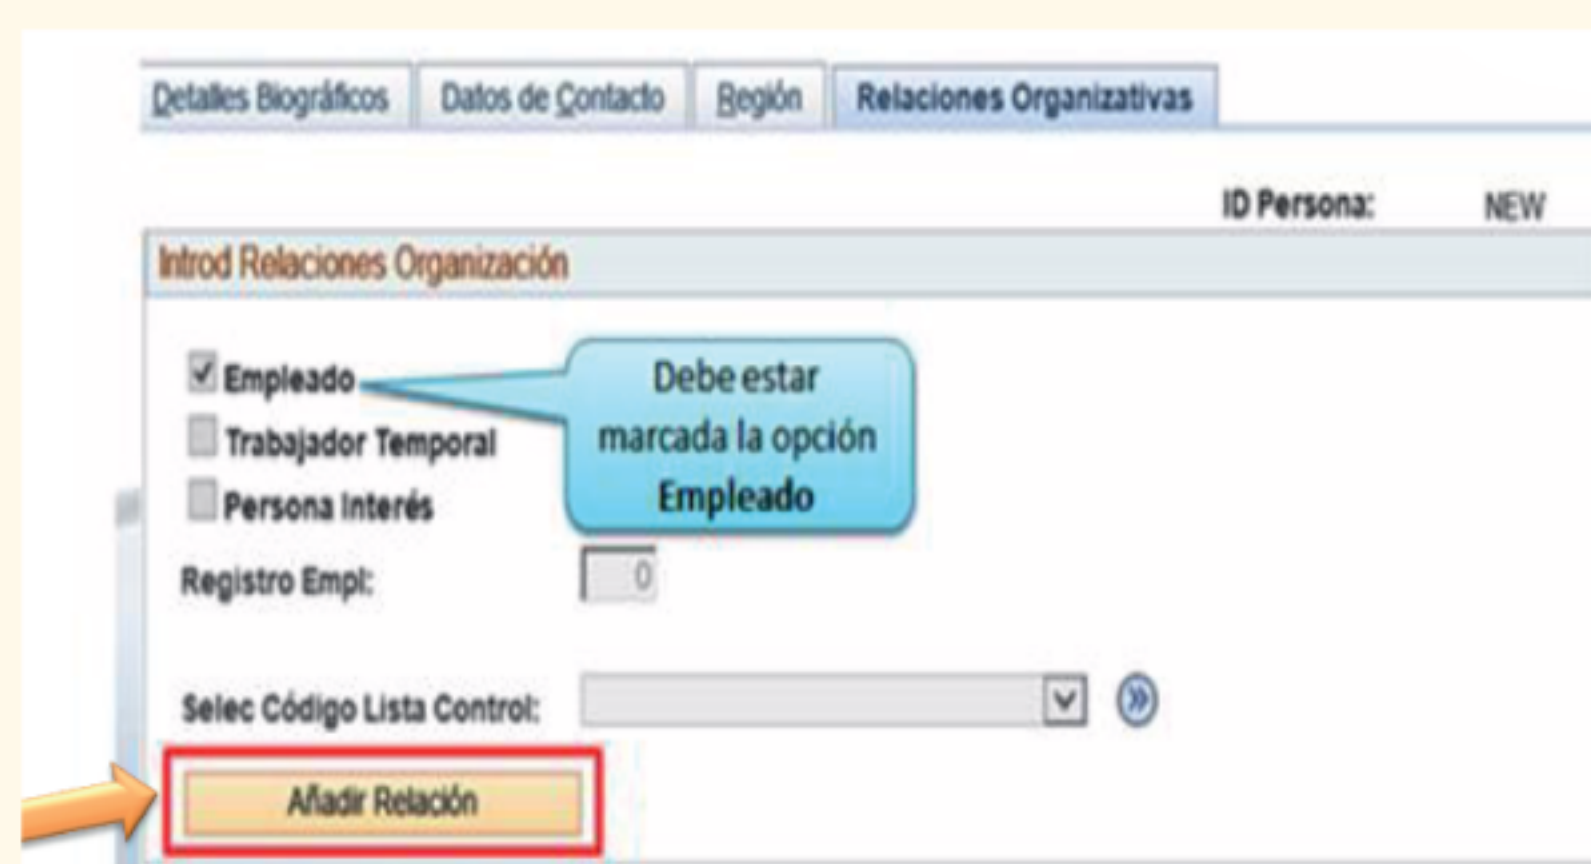 Detalles Biográficos Datos de Contacto Región Relaciones Organizativas
ID Persona: NEW
Introd Relaciones Organización
Empleado
Trabajador Temporal
Persona Interés
Debe estar
marcada la opción
Empleado
Registro Empl: 0
Selec Código Lista Control:
Añadir Relación